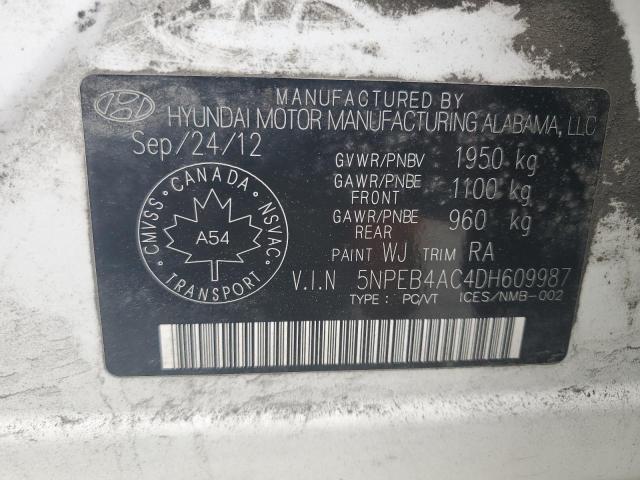 MANUFACTURED BY
HYUNDAI MOTOR MANUFACTURING ALABAMA, LLC
Sep/24/12
GVWR/PNBV 1950 kg
GAWR/PNBE FRONT 1100 kg
GAWR/PNBE REAR 960 kg
PAINT WJ TRIM RA
V.I.N 5NPEB4AC4DH609987
TYPE : PC/VT ICES/NMB-002
CMVSS · CANADA · NSVAC
A54
TRANSPORT